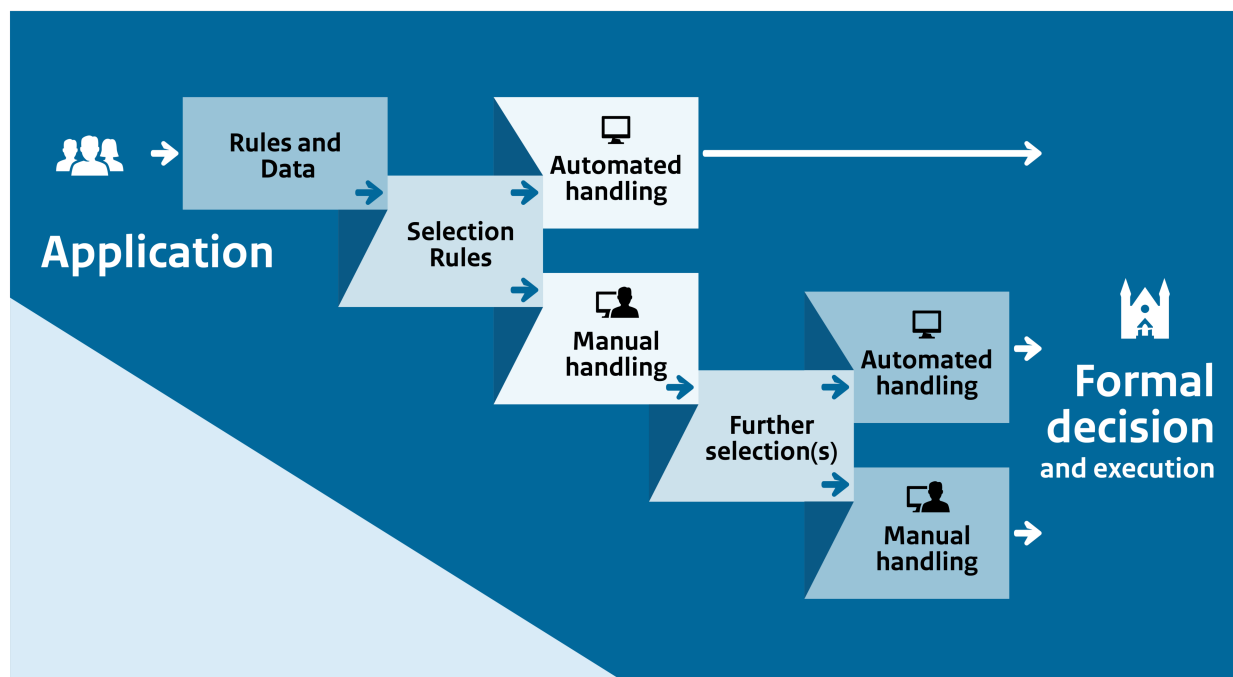 Application
Rules and
Data
Selection
Rules
Automated
handling
Manual
handling
Further
selection(s)
Automated
handling
Manual
handling
Formal
decision
and execution